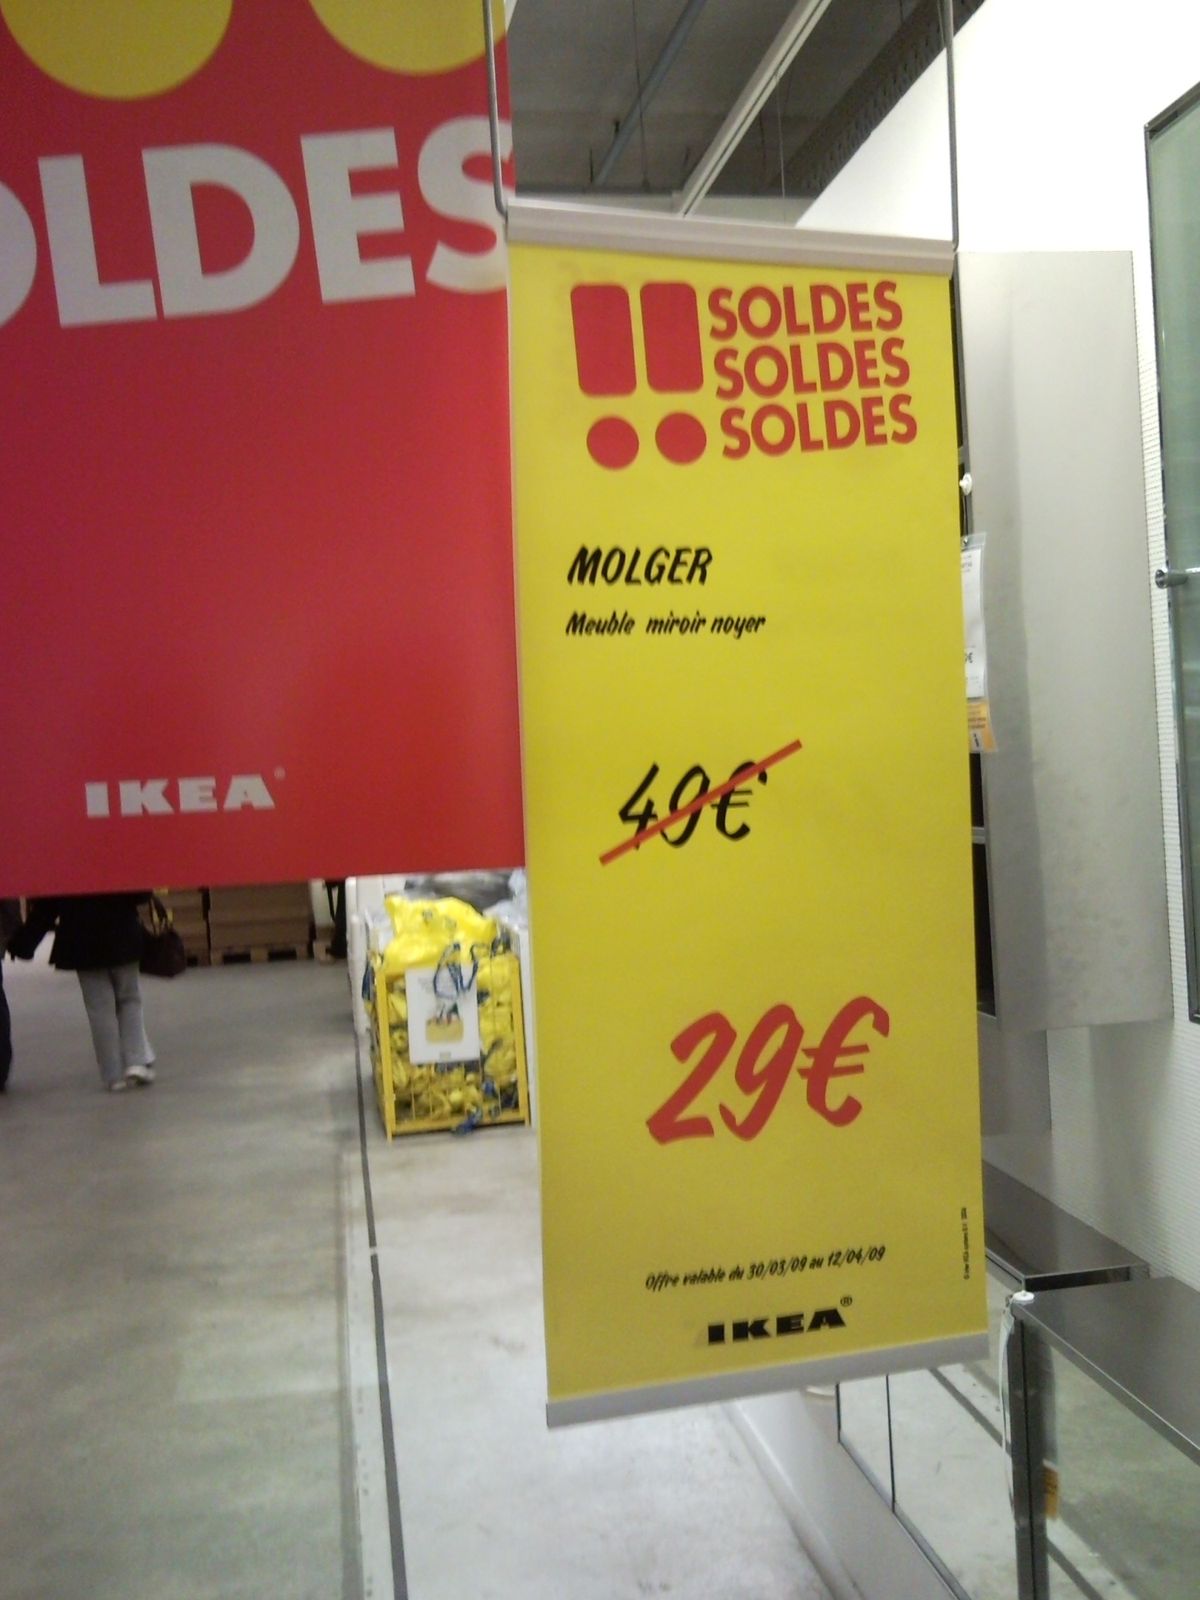 OLDES
IKEA
SOLDES
SOLDES
SOLDES
MOLGER
Meuble miroir noyer
49€
29€
Offre valable du 30/03/09 au 12/04/09
IKEA®